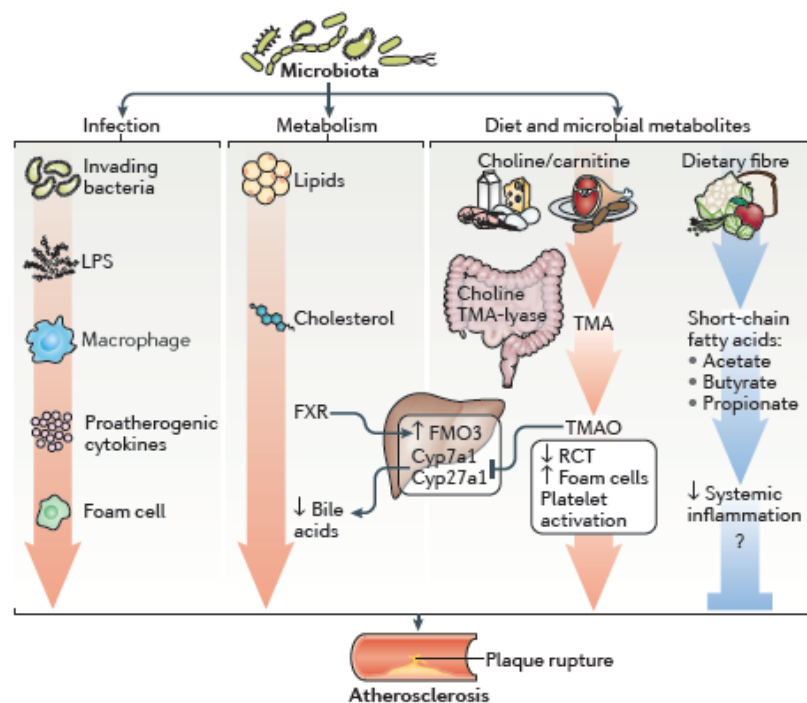 Microbiota
Infection
Invading
bacteria
LPS
Macrophage
Proatherogenic
cytokines
Foam cell
Metabolism
Lipids
Cholesterol
FXR
↑ FMO3
Cyp7a1
Cyp27a1
↓ Bile
acids
Diet and microbial metabolites
Choline/carnitine
Choline
TMA-lyase
TMA
TMAO
↓ RCT
↑ Foam cells
Platelet
activation
Dietary fibre
Short-chain
fatty acids:
• Acetate
• Butyrate
• Propionate
↓ Systemic
inflammation
?
Plaque rupture
Atherosclerosis